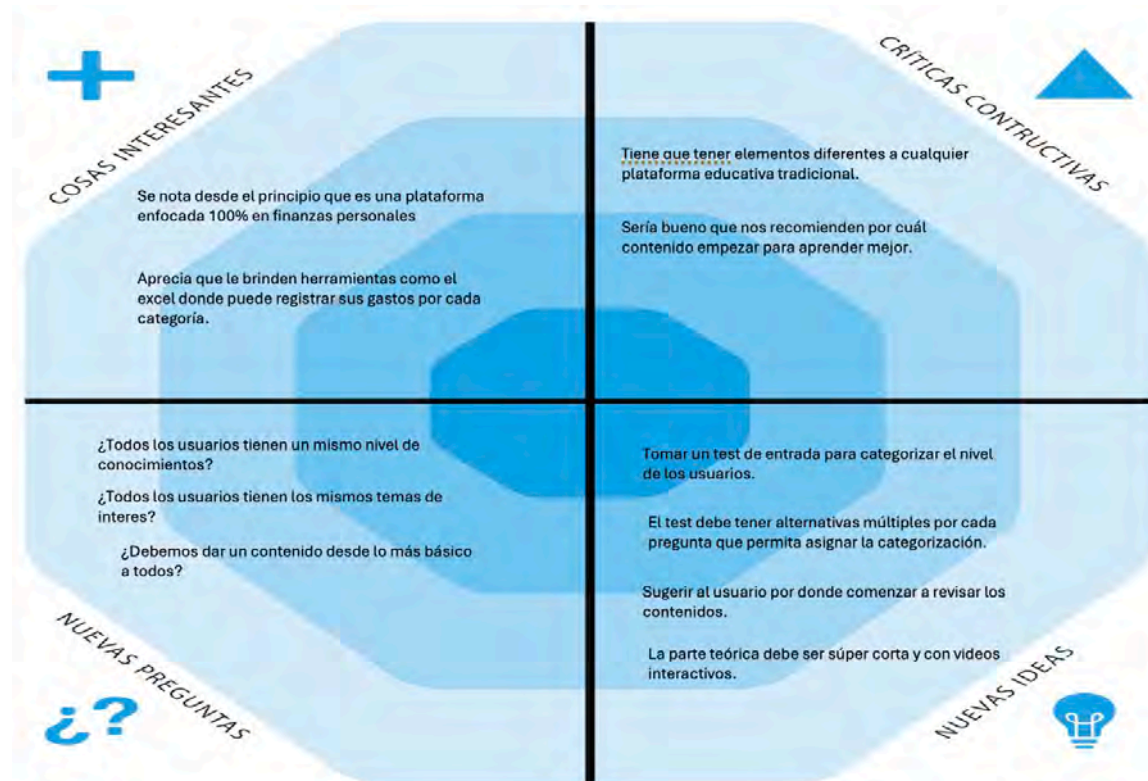 COSAS INTERESANTES
Se nota desde el principio que es una plataforma
enfocada 100% en finanzas personales
Aprecia que le brinden herramientas como el
excel donde puede registrar sus gastos por cada
categoría.
CRÍTICAS CONTRUCTIVAS
Tiene que tener elementos diferentes a cualquier
plataforma educativa tradicional.
Sería bueno que nos recomienden por cuál
contenido empezar para aprender mejor.
¿Todos los usuarios tienen un mismo nivel de
conocimientos?
¿Todos los usuarios tienen los mismos temas de
interes?
¿Debemos dar un contenido desde lo más básico
a todos?
NUEVAS PREGUNTAS
¿?
Tomar un test de entrada para categorizar el nivel
de los usuarios.
El test debe tener alternativas múltiples por cada
pregunta que permita asignar la categorización.
Sugerir al usuario por donde comenzar a revisar los
contenidos.
La parte teórica debe ser súper corta y con videos
interactivos.
NUEVAS IDEAS